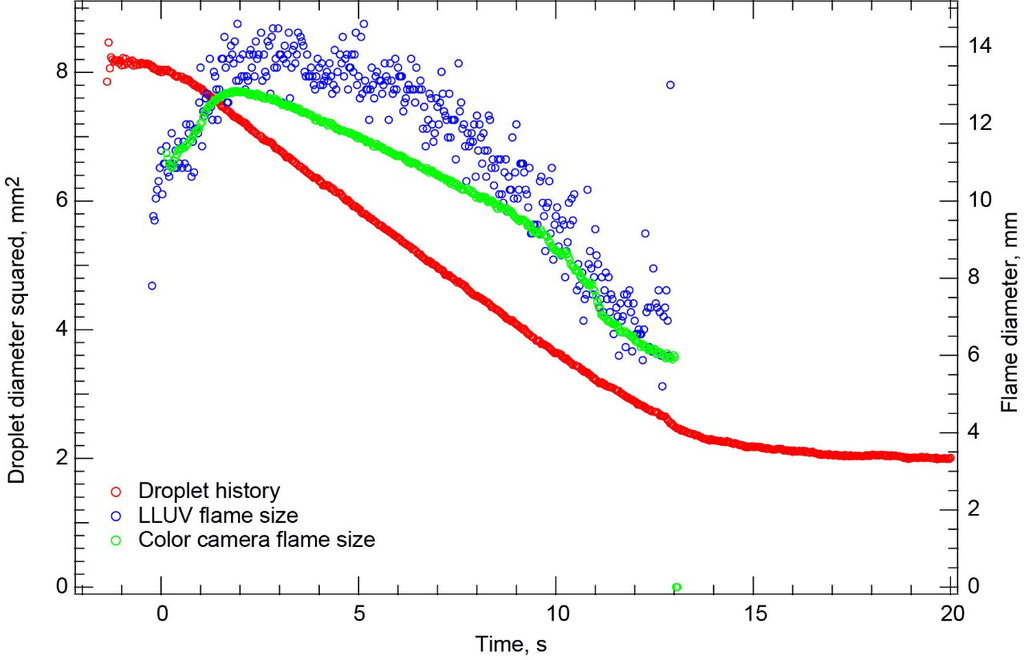 8
6
4
2
0
Droplet diameter squared, mm2
14
12
10
8
6
4
2
0
Flame diameter, mm
Droplet history
LLUV flame size
Color camera flame size
0 5 10 15 20
Time, s